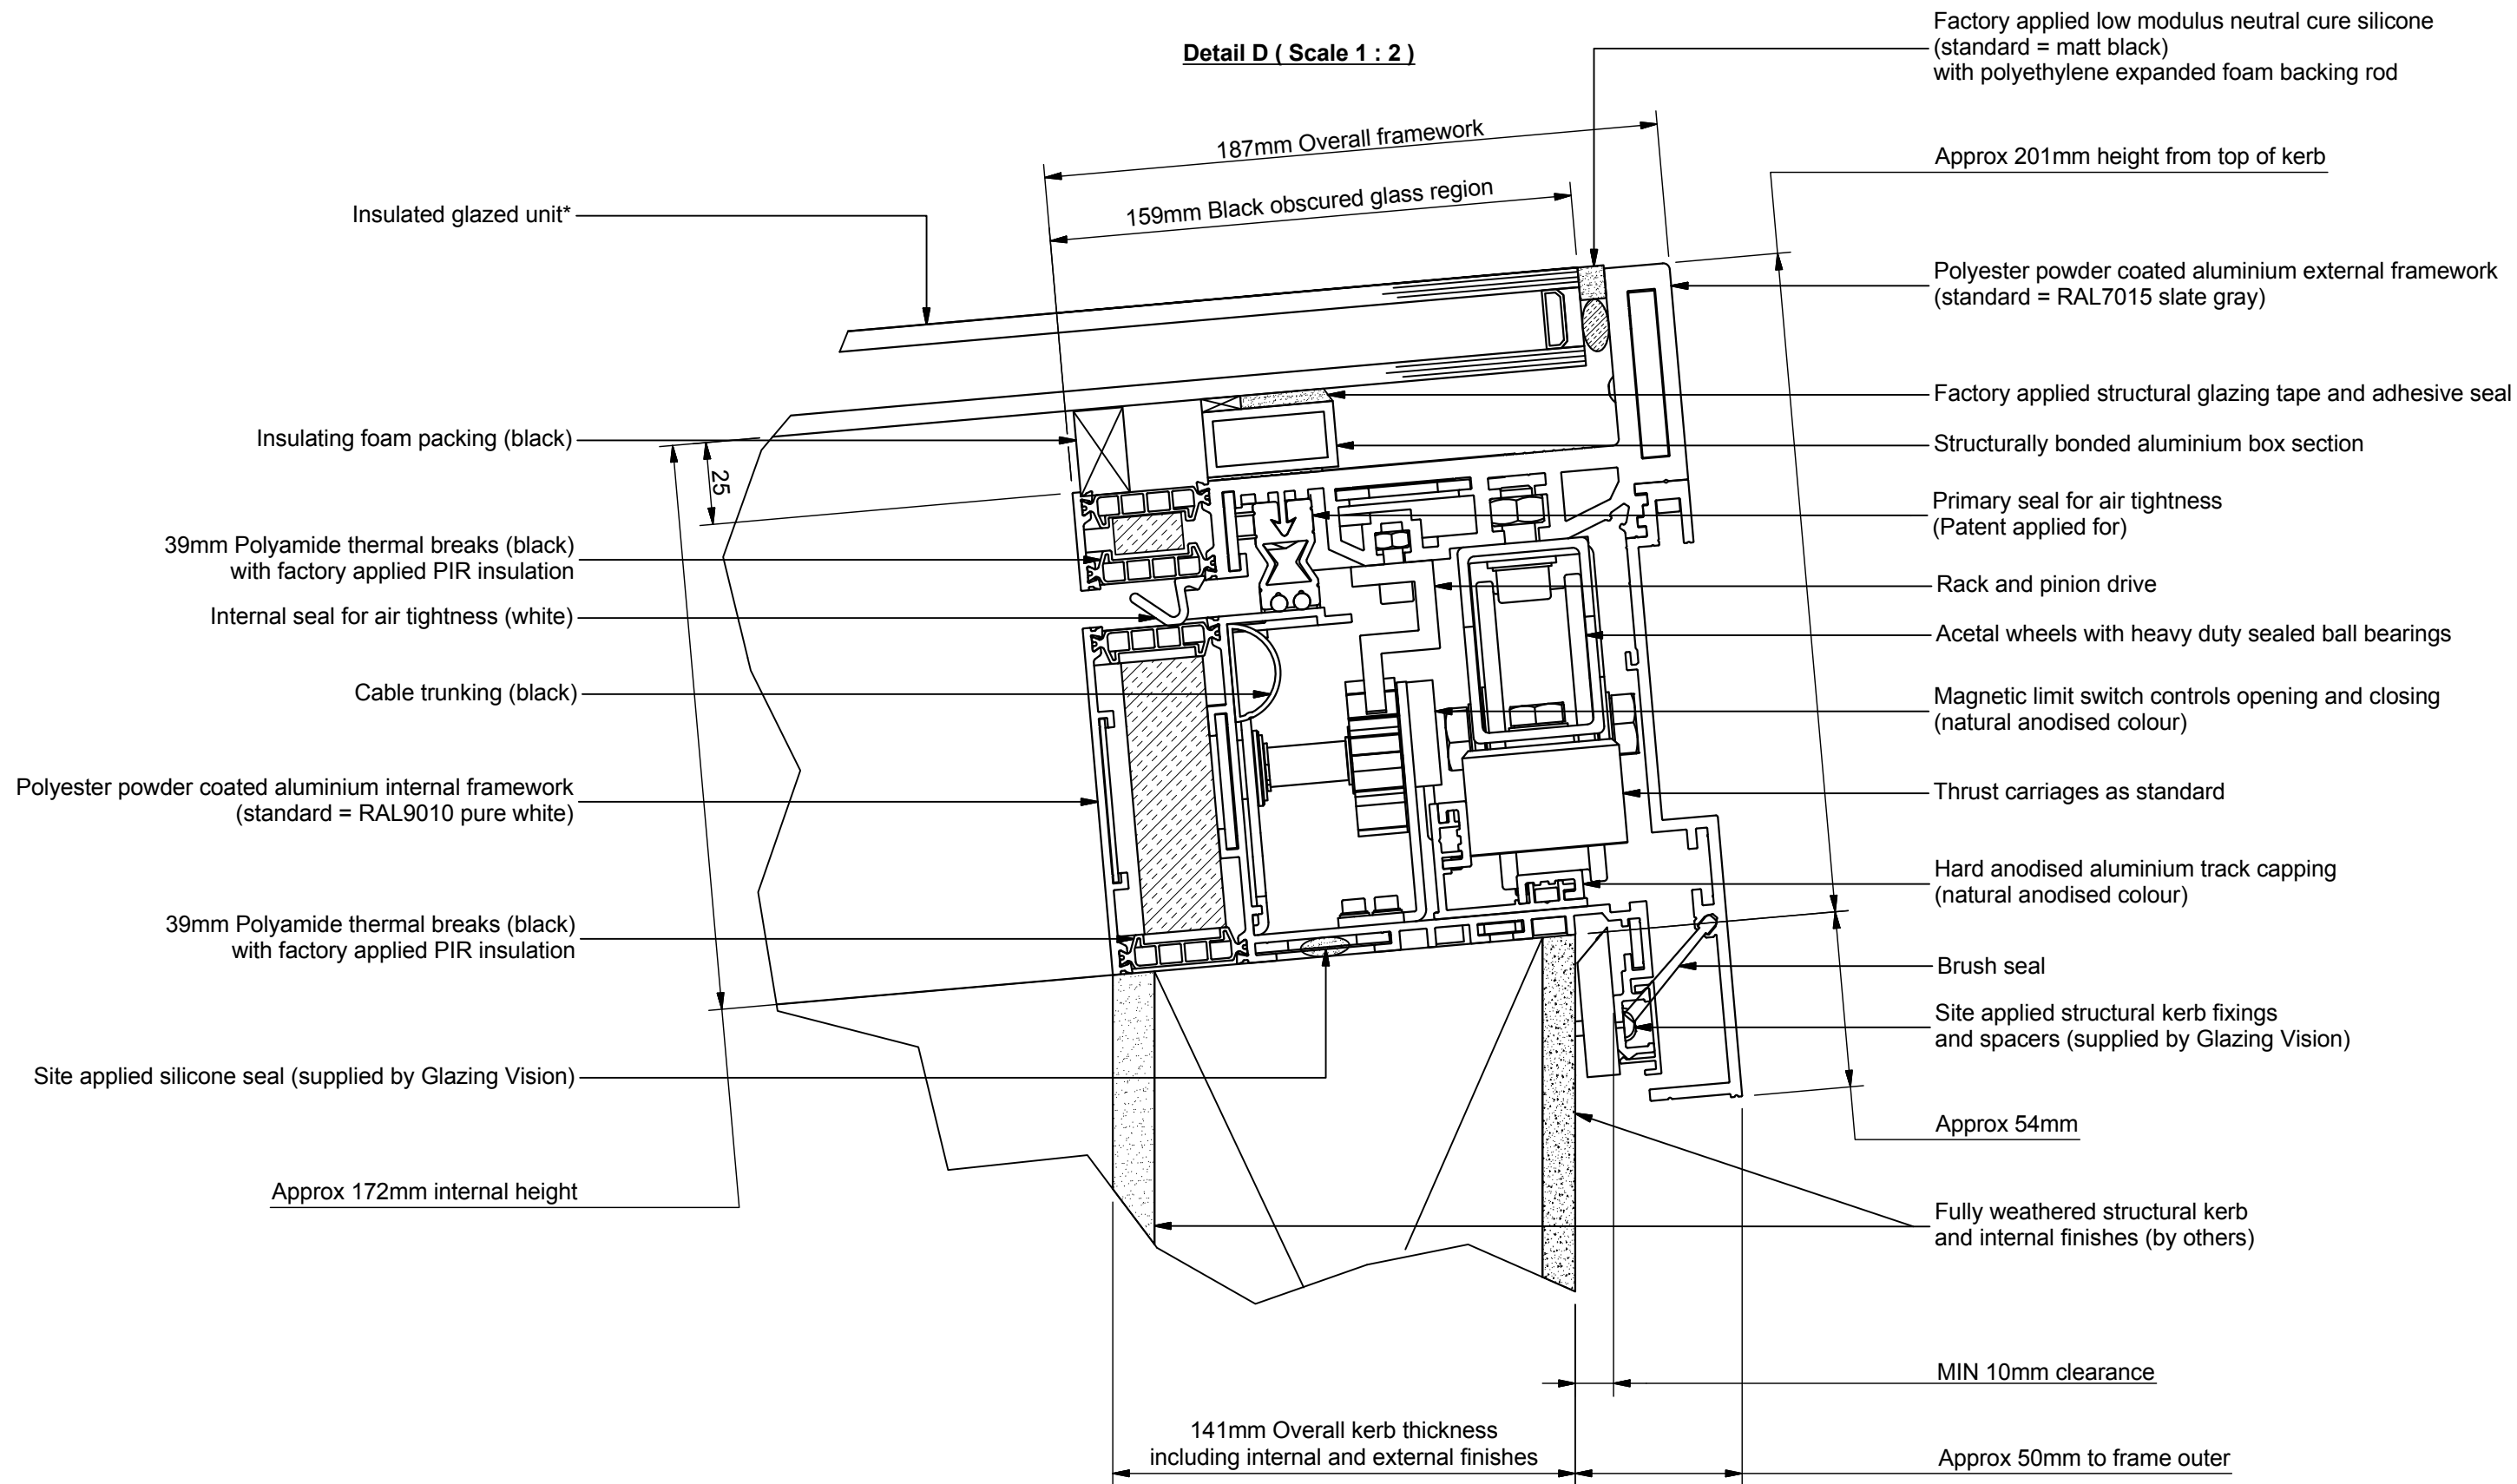 Detail D ( Scale 1 : 2 )
Factory applied low modulus neutral cure silicone
(standard = matt black)
with polyethylene expanded foam backing rod
187mm Overall framework
Approx 201mm height from top of kerb
159mm Black obscured glass region
Insulated glazed unit*
Polyester powder coated aluminium external framework
(standard = RAL7015 slate gray)
Factory applied structural glazing tape and adhesive seal
Insulating foam packing (black)
Structurally bonded aluminium box section
25
Primary seal for air tightness
(Patent applied for)
39mm Polyamide thermal breaks (black)
with factory applied PIR insulation
Rack and pinion drive
Internal seal for air tightness (white)
Acetal wheels with heavy duty sealed ball bearings
Cable trunking (black)
Magnetic limit switch controls opening and closing
(natural anodised colour)
Polyester powder coated aluminium internal framework
(standard = RAL9010 pure white)
Thrust carriages as standard
Hard anodised aluminium track capping
(natural anodised colour)
39mm Polyamide thermal breaks (black)
with factory applied PIR insulation
Brush seal
Site applied structural kerb fixings
and spacers (supplied by Glazing Vision)
Site applied silicone seal (supplied by Glazing Vision)
Approx 54mm
Approx 172mm internal height
Fully weathered structural kerb
and internal finishes (by others)
MIN 10mm clearance
141mm Overall kerb thickness
including internal and external finishes
Approx 50mm to frame outer